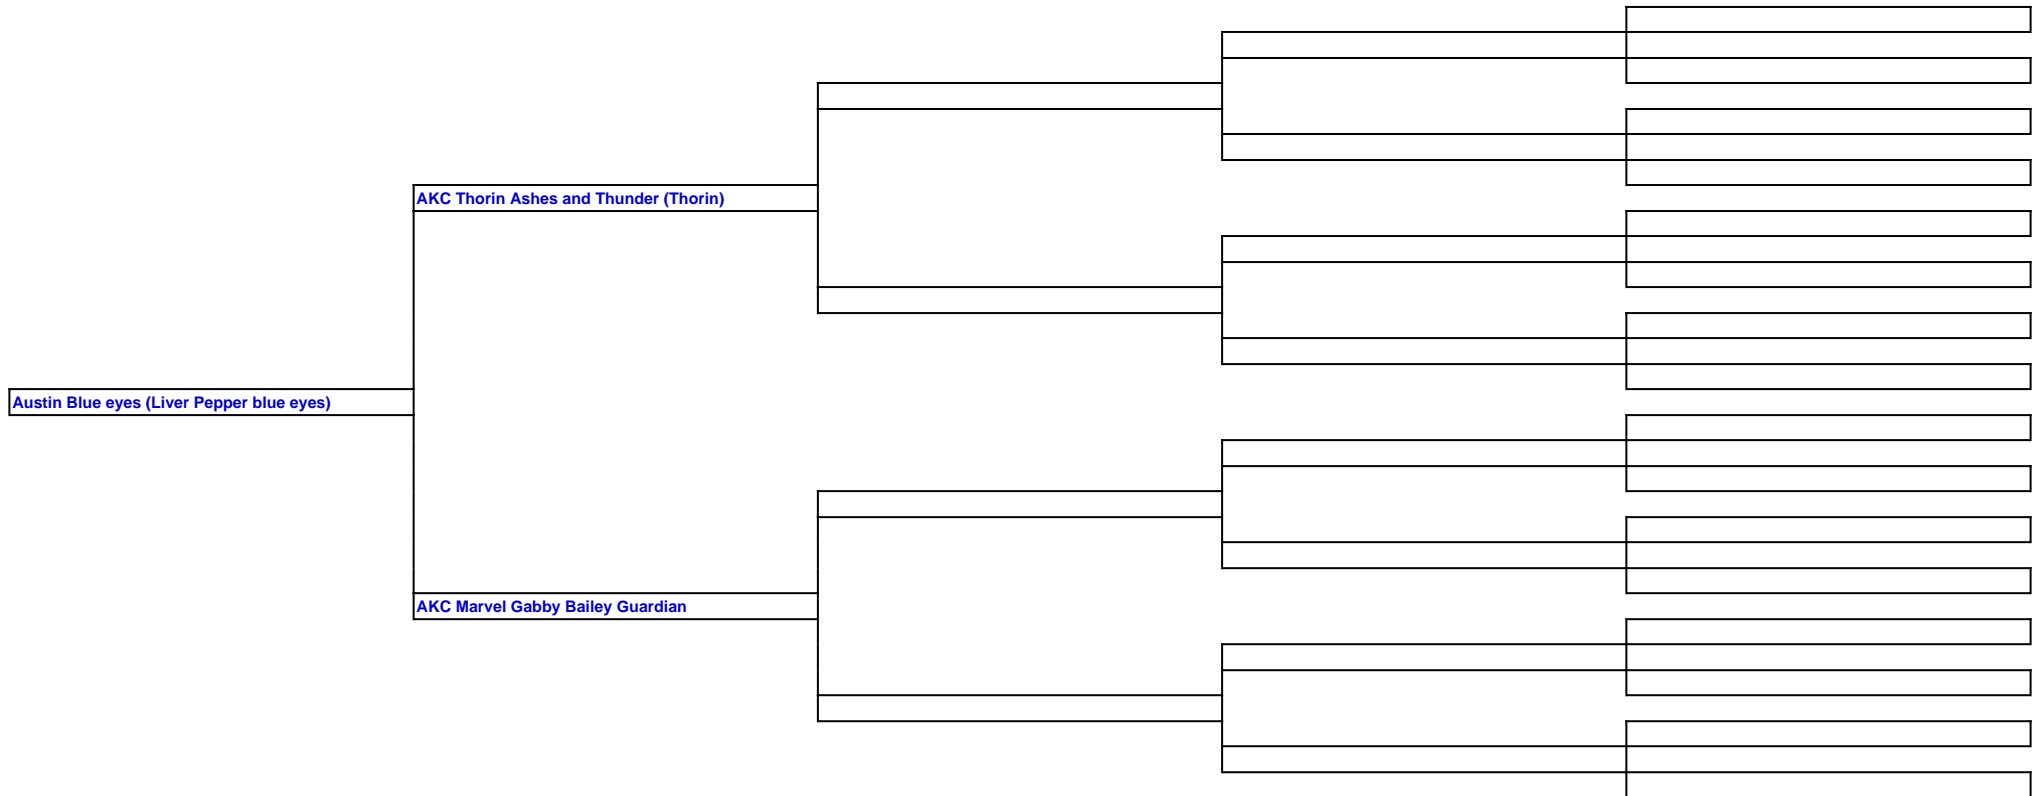 AKC Thorin Ashes and Thunder (Thorin)
Austin Blue eyes (Liver Pepper blue eyes)
AKC Marvel Gabby Bailey Guardian